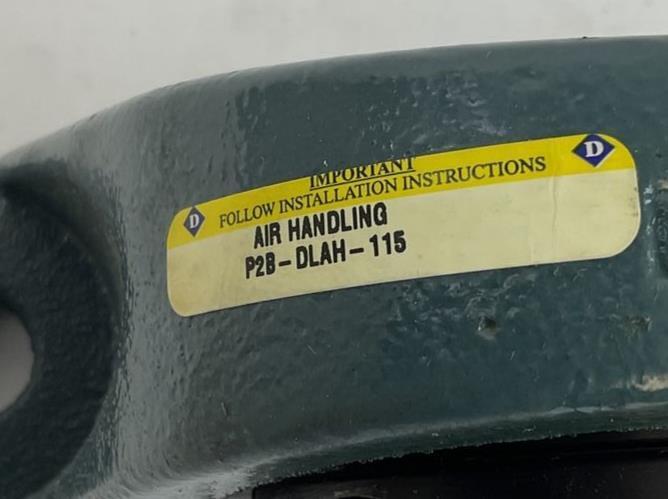 IMPORTANT
D FOLLOW INSTALLATION INSTRUCTIONS D
AIR HANDLING
P2B-DLAH-115